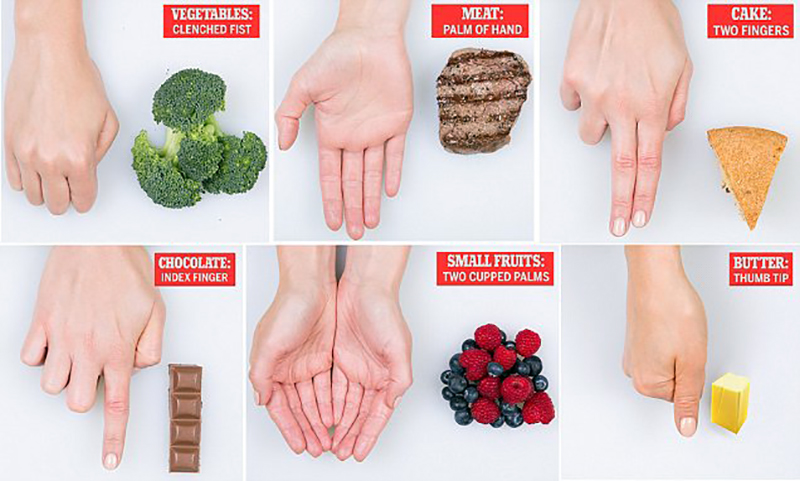 VEGETABLES:
CLENCHED FIST
MEAT:
PALM OF HAND
CAKE:
TWO FINGERS
CHOCOLATE:
INDEX FINGER
SMALL FRUITS:
TWO CUPPED PALMS
BUTTER:
THUMB TIP